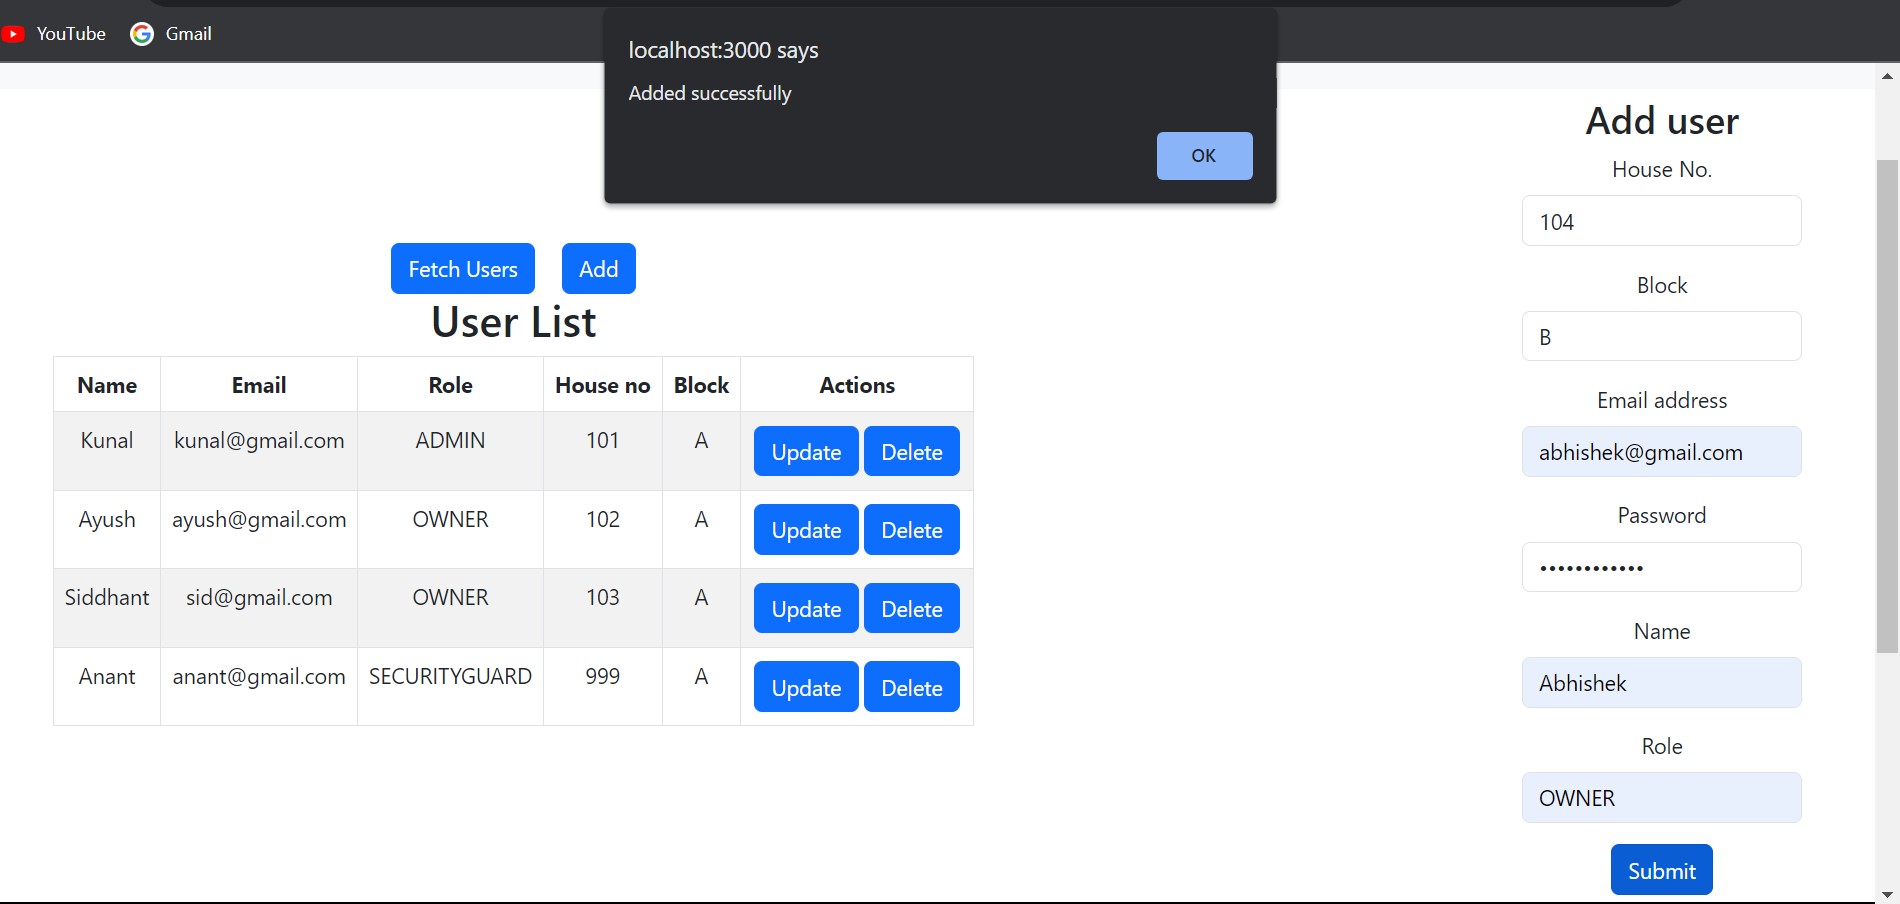 YouTube Gmail
localhost:3000 says
Added successfully
OK
Fetch Users Add
User List
Name Email Role House no Block Actions
Kunal kunal@gmail.com ADMIN 101 A Update Delete
Ayush ayush@gmail.com OWNER 102 A Update Delete
Siddhant sid@gmail.com OWNER 103 A Update Delete
Anant anant@gmail.com SECURITYGUARD 999 A Update Delete
Add user
House No.
104
Block
B
Email address
abhishek@gmail.com
Password
••••••••••••
Name
Abhishek
Role
OWNER
Submit